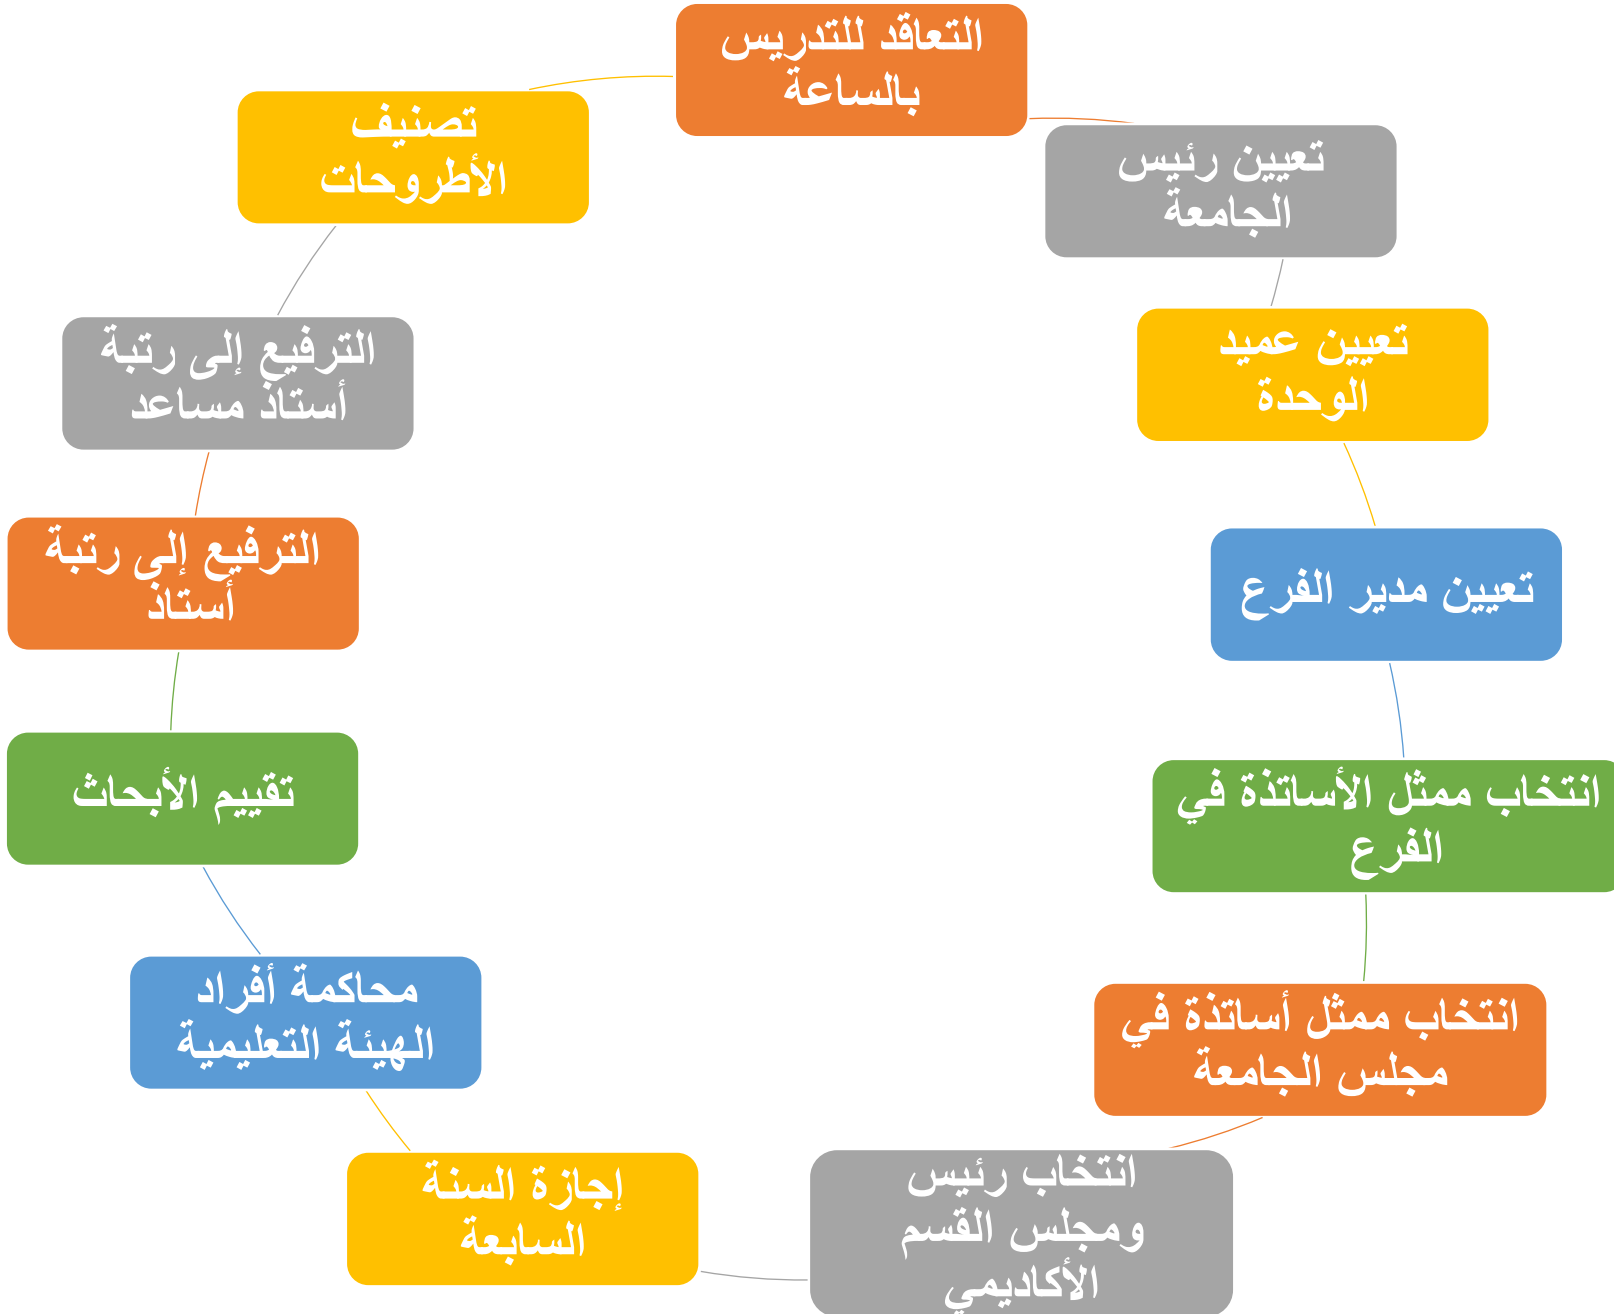 التعاقد للتدريس
بالساعة
تعيين رئيس
الجامعة
تعيين عميد
الوحدة
تعيين مدير الفرع
انتخاب ممثل الأساتذة في
الفرع
انتخاب ممثل أساتذة في
مجلس الجامعة
انتخاب رئيس
ومجلس القسم
الأكاديمي
إجازة السنة
السابعة
محاكمة أفراد
الهيئة التعليمية
تقييم الأبحاث
الترفيع إلى رتبة
أستاذ
الترفيع إلى رتبة
أستاذ مساعد
تصنيف
الأطروحات